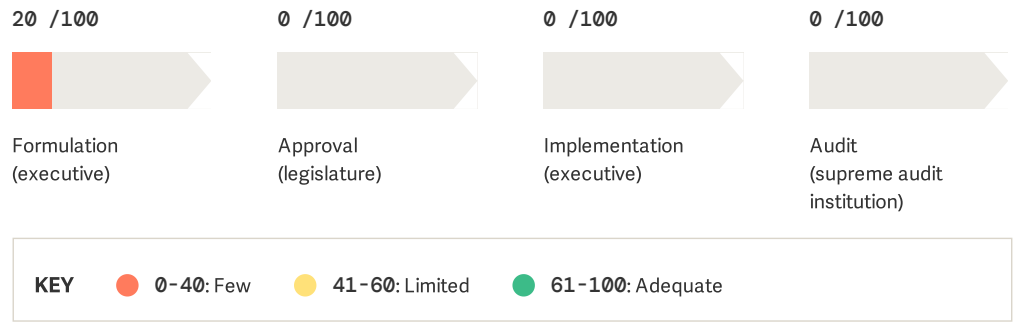 20 /100
0 /100
0 /100
0 /100
Formulation
(executive)
Approval
(legislature)
Implementation
(executive)
Audit
(supreme audit
institution)
KEY 0-40: Few 41-60: Limited 61-100: Adequate